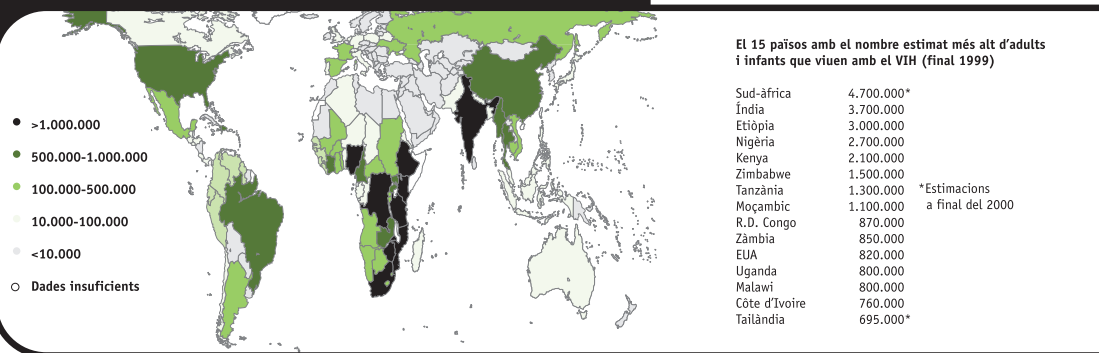 >1.000.000
500.000-1.000.000
100.000-500.000
10.000-100.000
<10.000
Dades insuficients
El 15 països amb el nombre estimat més alt d'adults
i infants que viuen amb el VIH (final 1999)
Sud-àfrica 4.700.000*
Índia 3.700.000
Etiòpia 3.000.000
Nigèria 2.700.000
Kenya 2.100.000
Zimbabwe 1.500.000
Tanzània 1.300.000
Moçambic 1.100.000
R.D. Congo 870.000
Zàmbia 850.000
EUA 820.000
Uganda 800.000
Malawi 800.000
Côte d'Ivoire 760.000
Tailàndia 695.000*
*Estimacions
a final del 2000